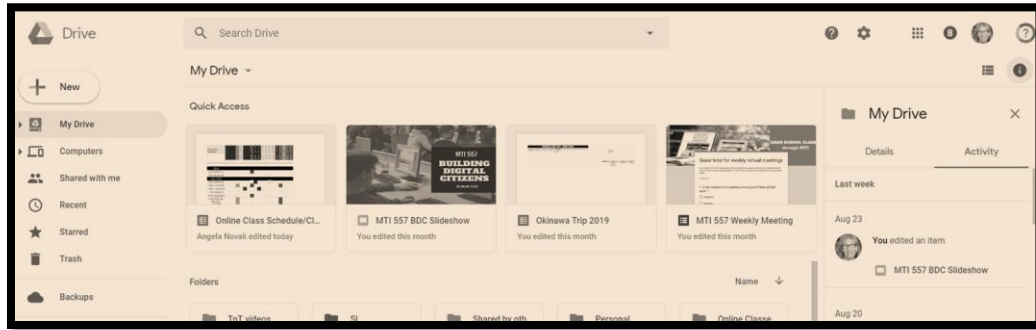 Drive
Search Drive
8
New
My Drive
My Drive
Computers
Shared with me
Recent
Starred
Trash
Backups
Quick Access
Online Class Schedule/Cl...
Angela Novak edited today
MTI 557
BUILDING
DIGITAL
CITIZENS
MTI 557 BDC Slideshow
You edited this month
Okinawa Trip 2019
You edited this month
Good time for weekly virtual meetings
MTI 557 Weekly Meeting
You edited this month
Folders
Name
TnT videos
SL
Shared by oth
Personal
Online Classe
My Drive
Details
Activity
Last week
Aug 23
You edited an item
MTI 557 BDC Slideshow
Aug 20